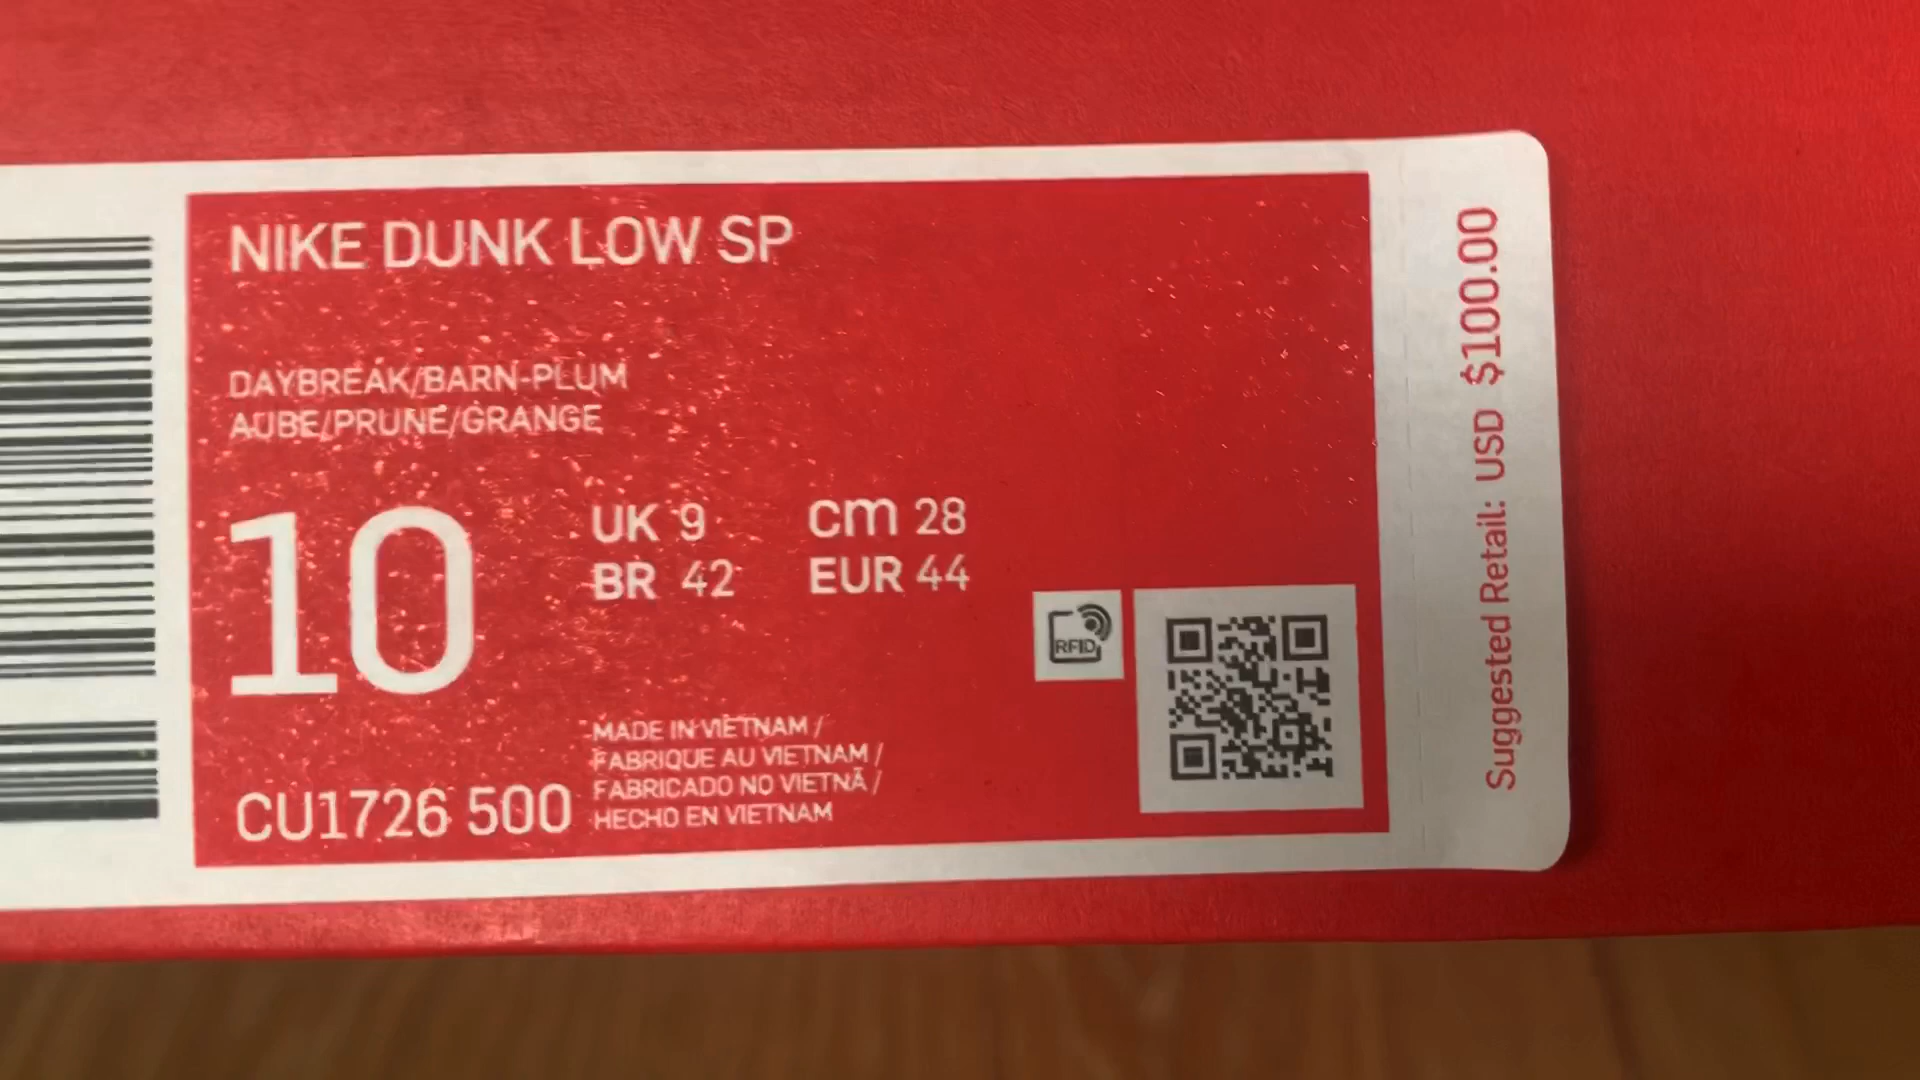 NIKE DUNK LOW SP
DAYBREAK/BARN-PLUM
AUBE/PRUNE/GRANGE
10
UK 9
cm 28
BR 42
EUR 44
RFID
MADE IN VIETNAM /
FABRIQUE AU VIETNAM /
FABRICADO NO VIETNÃ /
HECHO EN VIETNAM
CU1726 500
Suggested Retail: USD $100.00